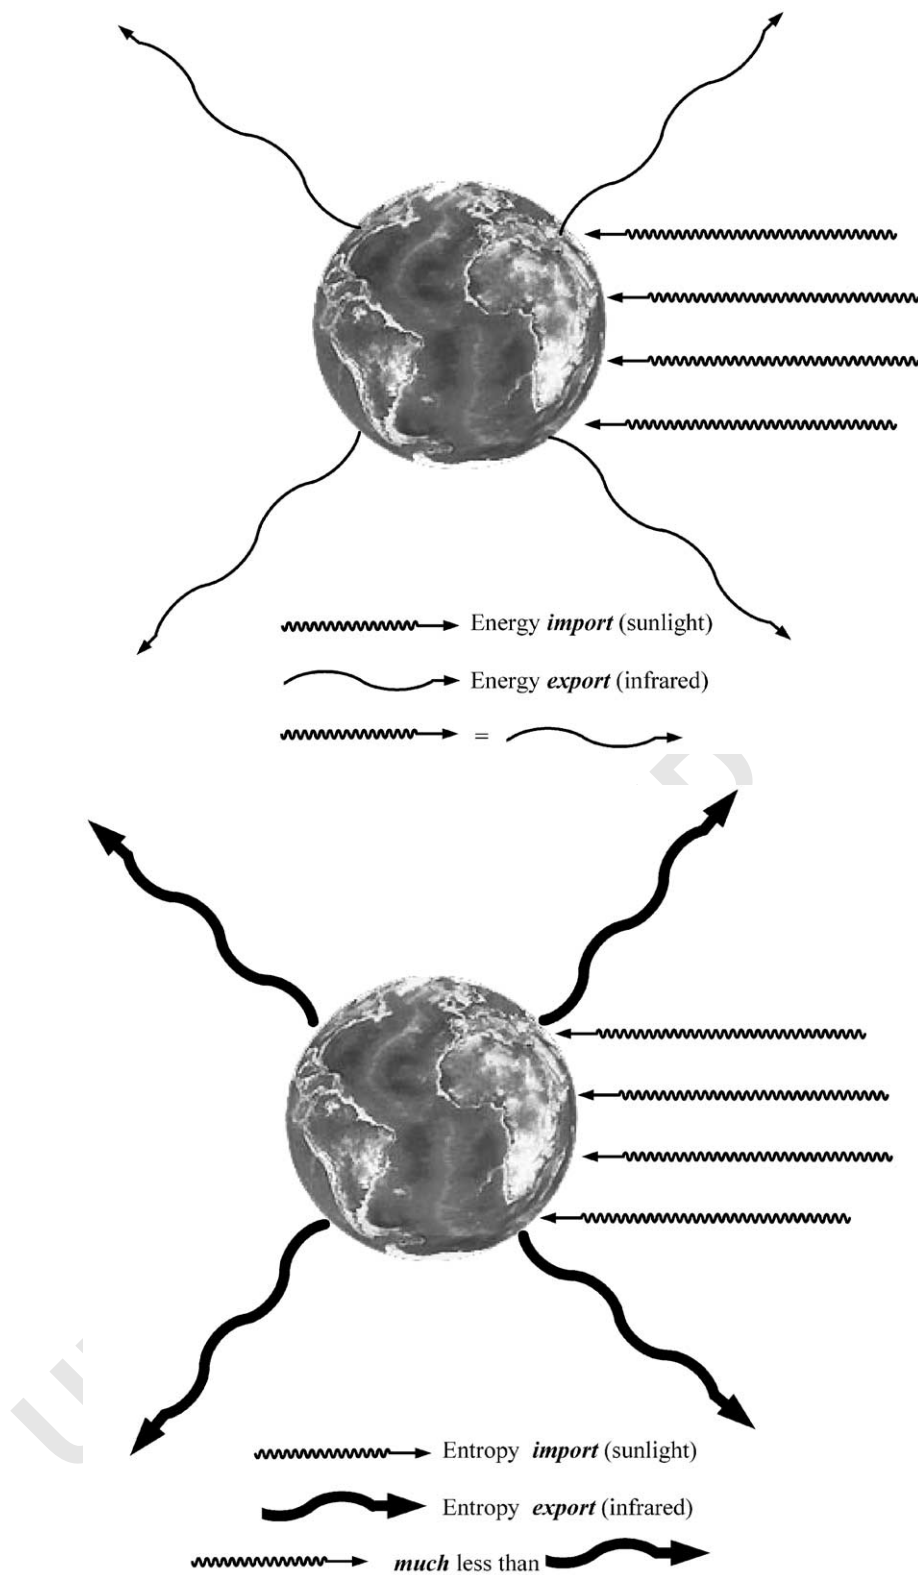 Energy import (sunlight)
Energy export (infrared)
=
Entropy import (sunlight)
Entropy export (infrared)
much less than